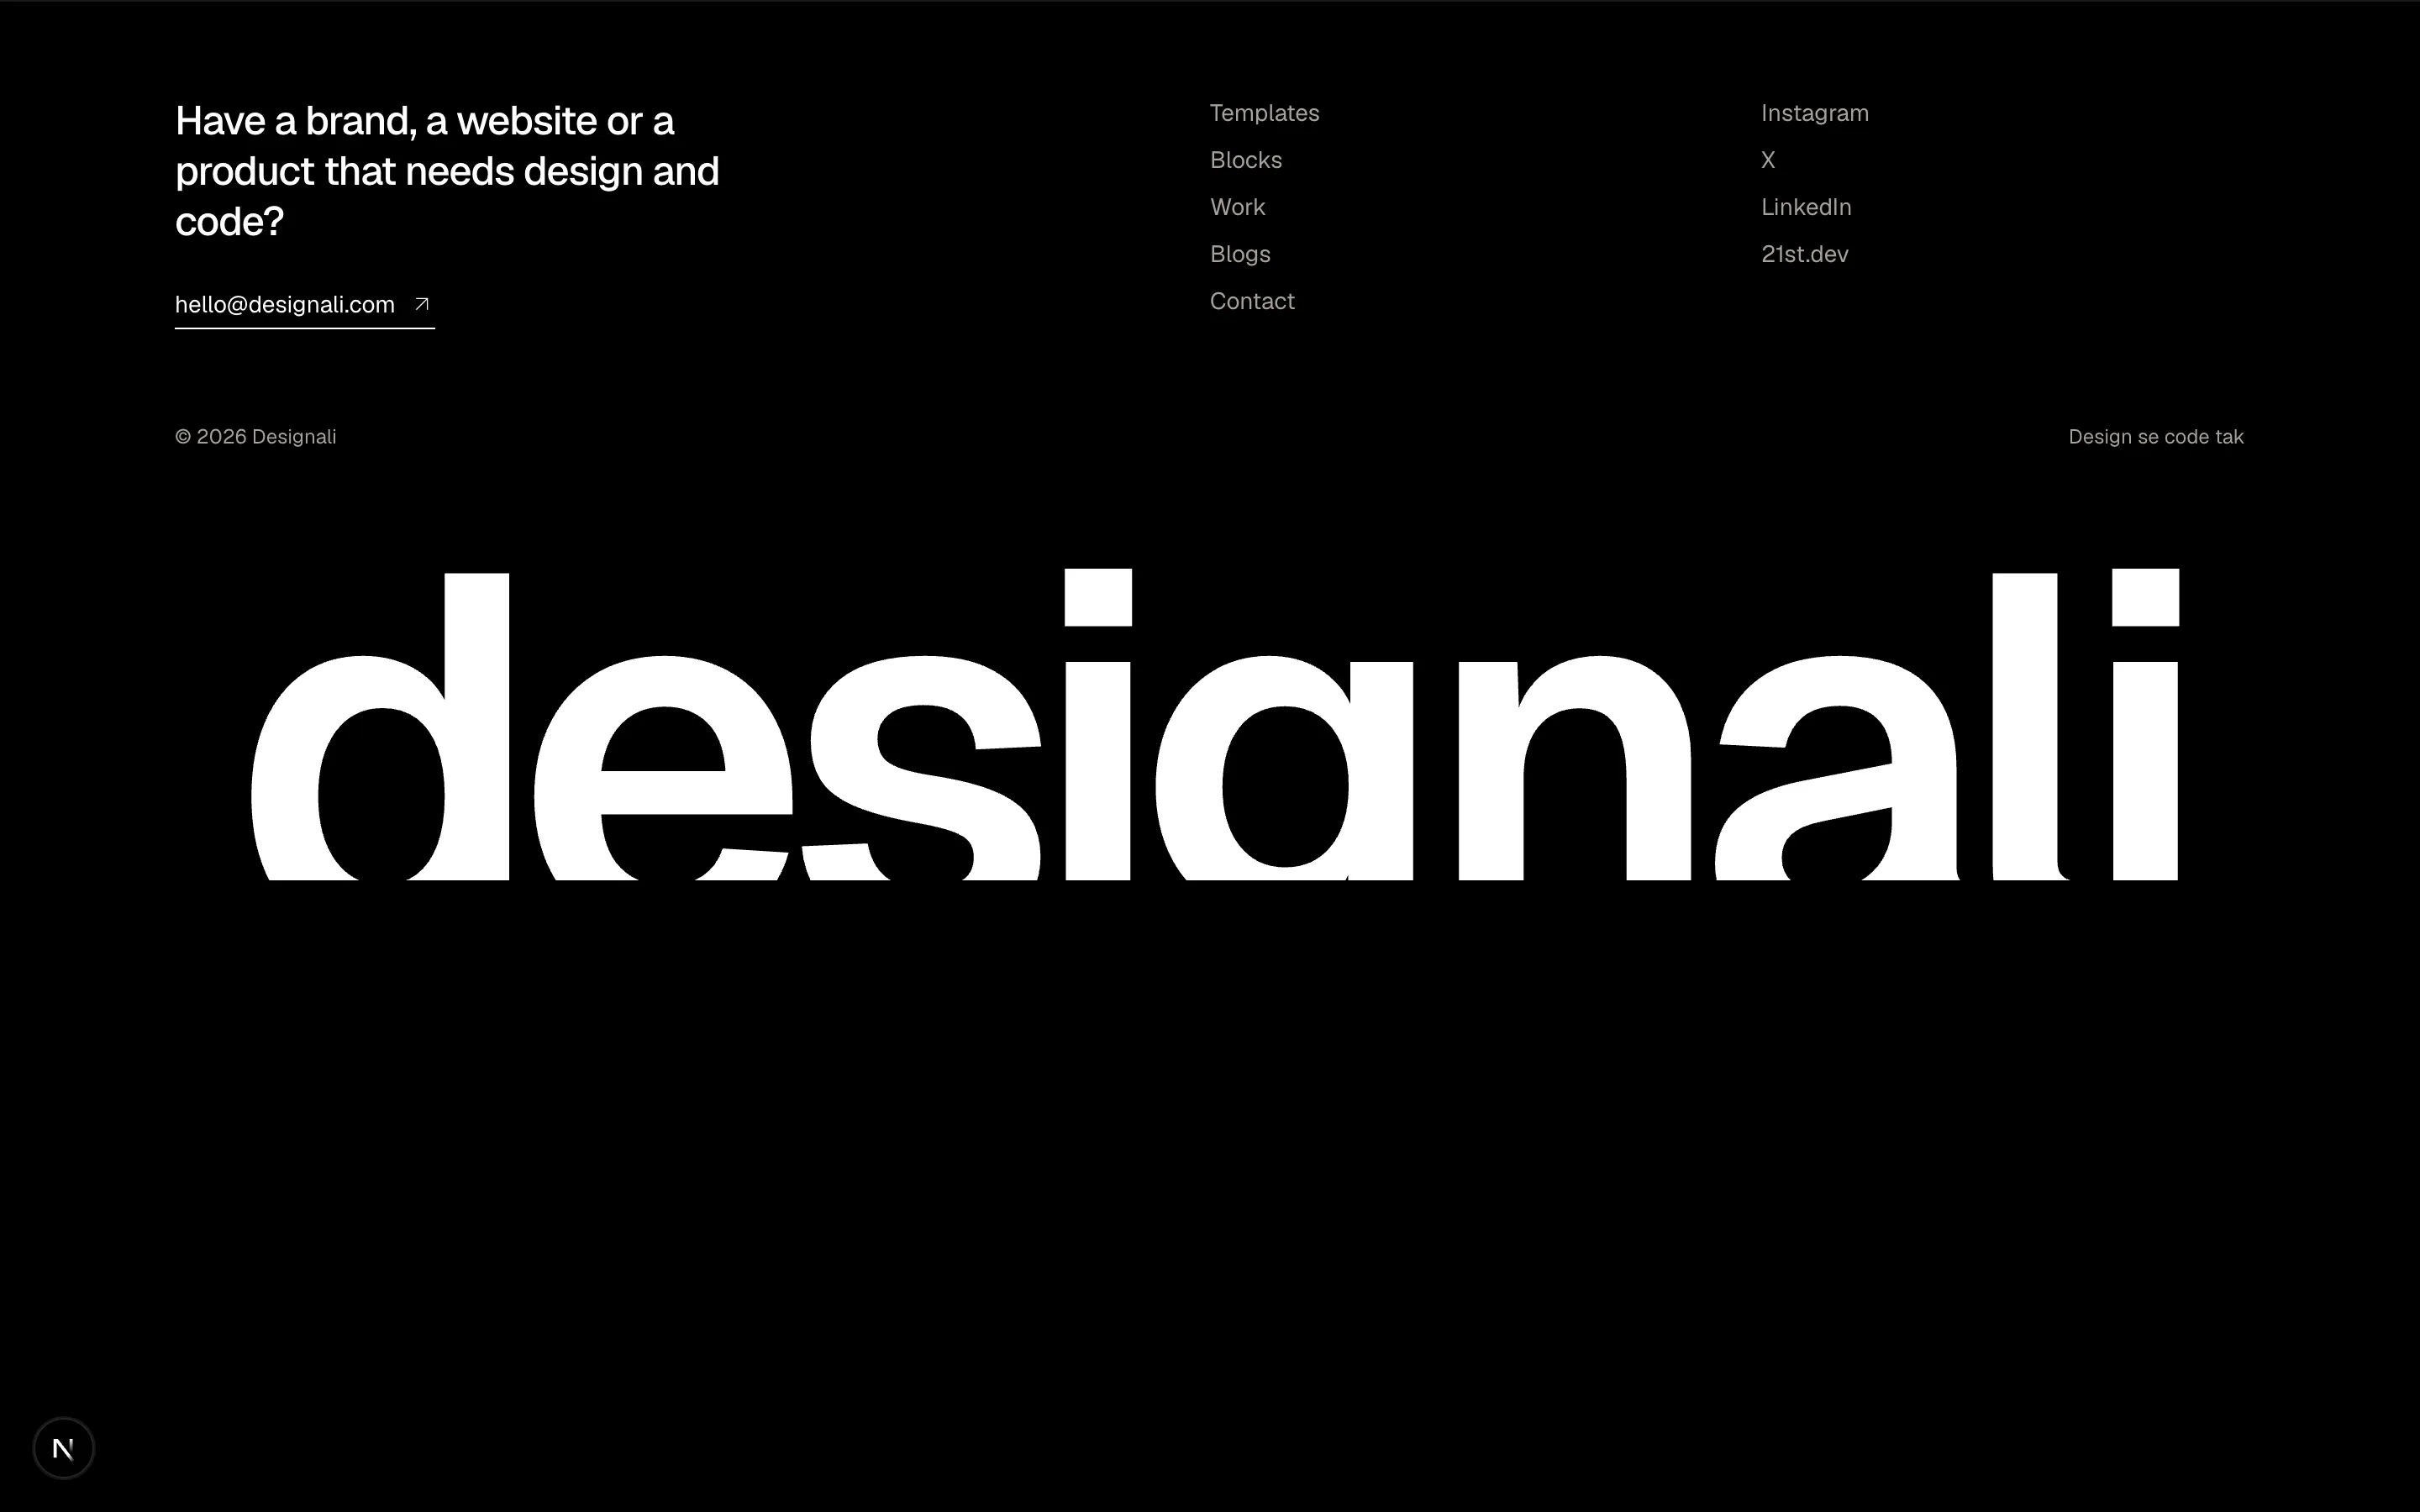 Have a brand, a website or a
product that needs design and
code?
hello@designali.com
Templates
Blocks
Work
Blogs
Contact
Instagram
X
LinkedIn
21st.dev
© 2026 Designali
Design se code tak
designali
N